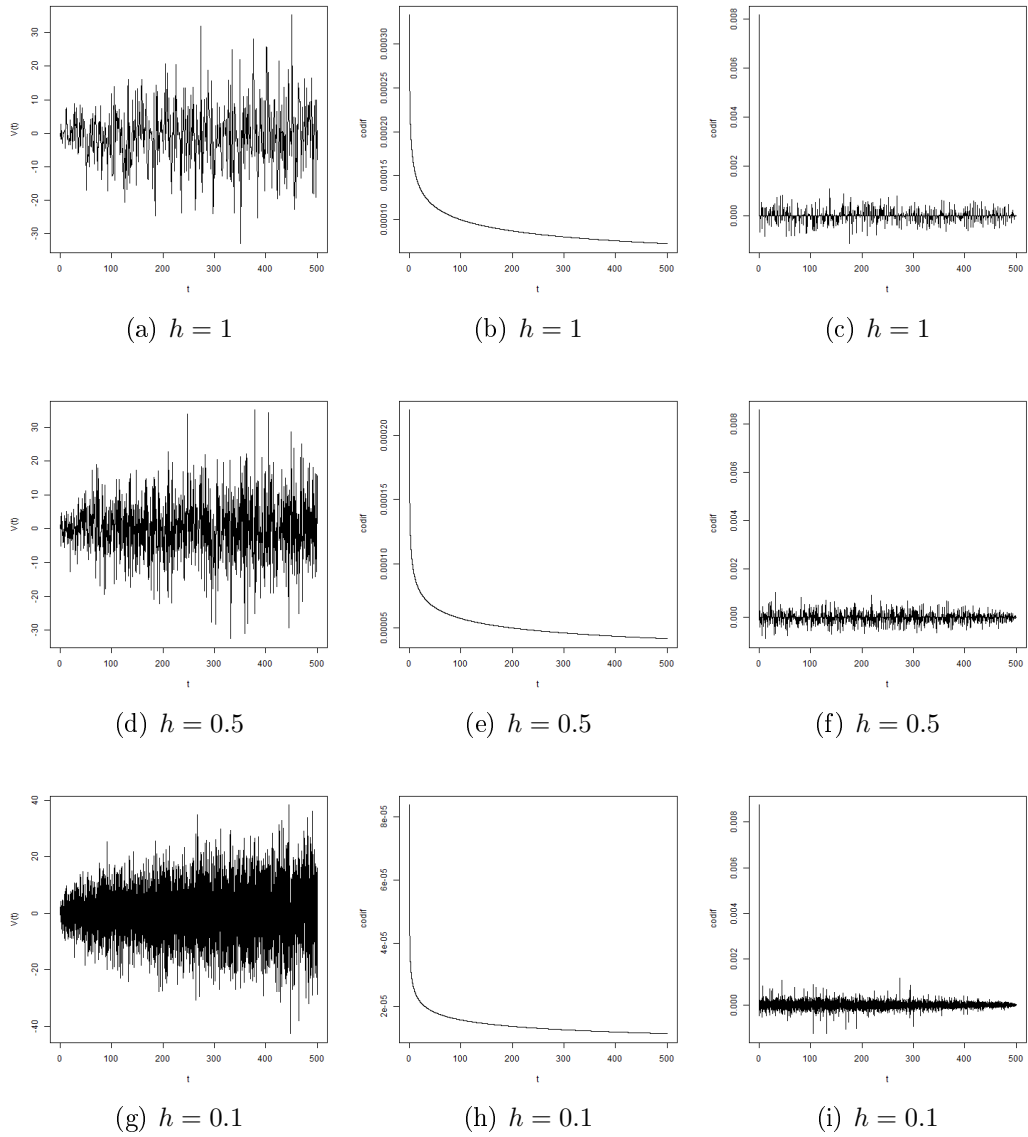 V(t)
30
20
10
0
-10
-20
-30
0 100 200 300 400 500
t
codif
0.00030
0.00025
0.00020
0.00015
0.00010
0 100 200 300 400 500
t
codif
0.008
0.006
0.004
0.002
0.000
0 100 200 300 400 500
t
(a) h = 1
(b) h = 1
(c) h = 1
V(t)
30
20
10
0
-10
-20
-30
0 100 200 300 400 500
t
codif
0.00020
0.00015
0.00010
0.00005
0 100 200 300 400 500
t
codif
0.008
0.006
0.004
0.002
0.000
0 100 200 300 400 500
t
(d) h = 0.5
(e) h = 0.5
(f) h = 0.5
V(t)
40
20
0
-20
-40
0 100 200 300 400 500
t
codif
8e-05
6e-05
4e-05
2e-05
0 100 200 300 400 500
t
codif
0.008
0.006
0.004
0.002
0.000
0 100 200 300 400 500
t
(g) h = 0.1
(h) h = 0.1
(i) h = 0.1